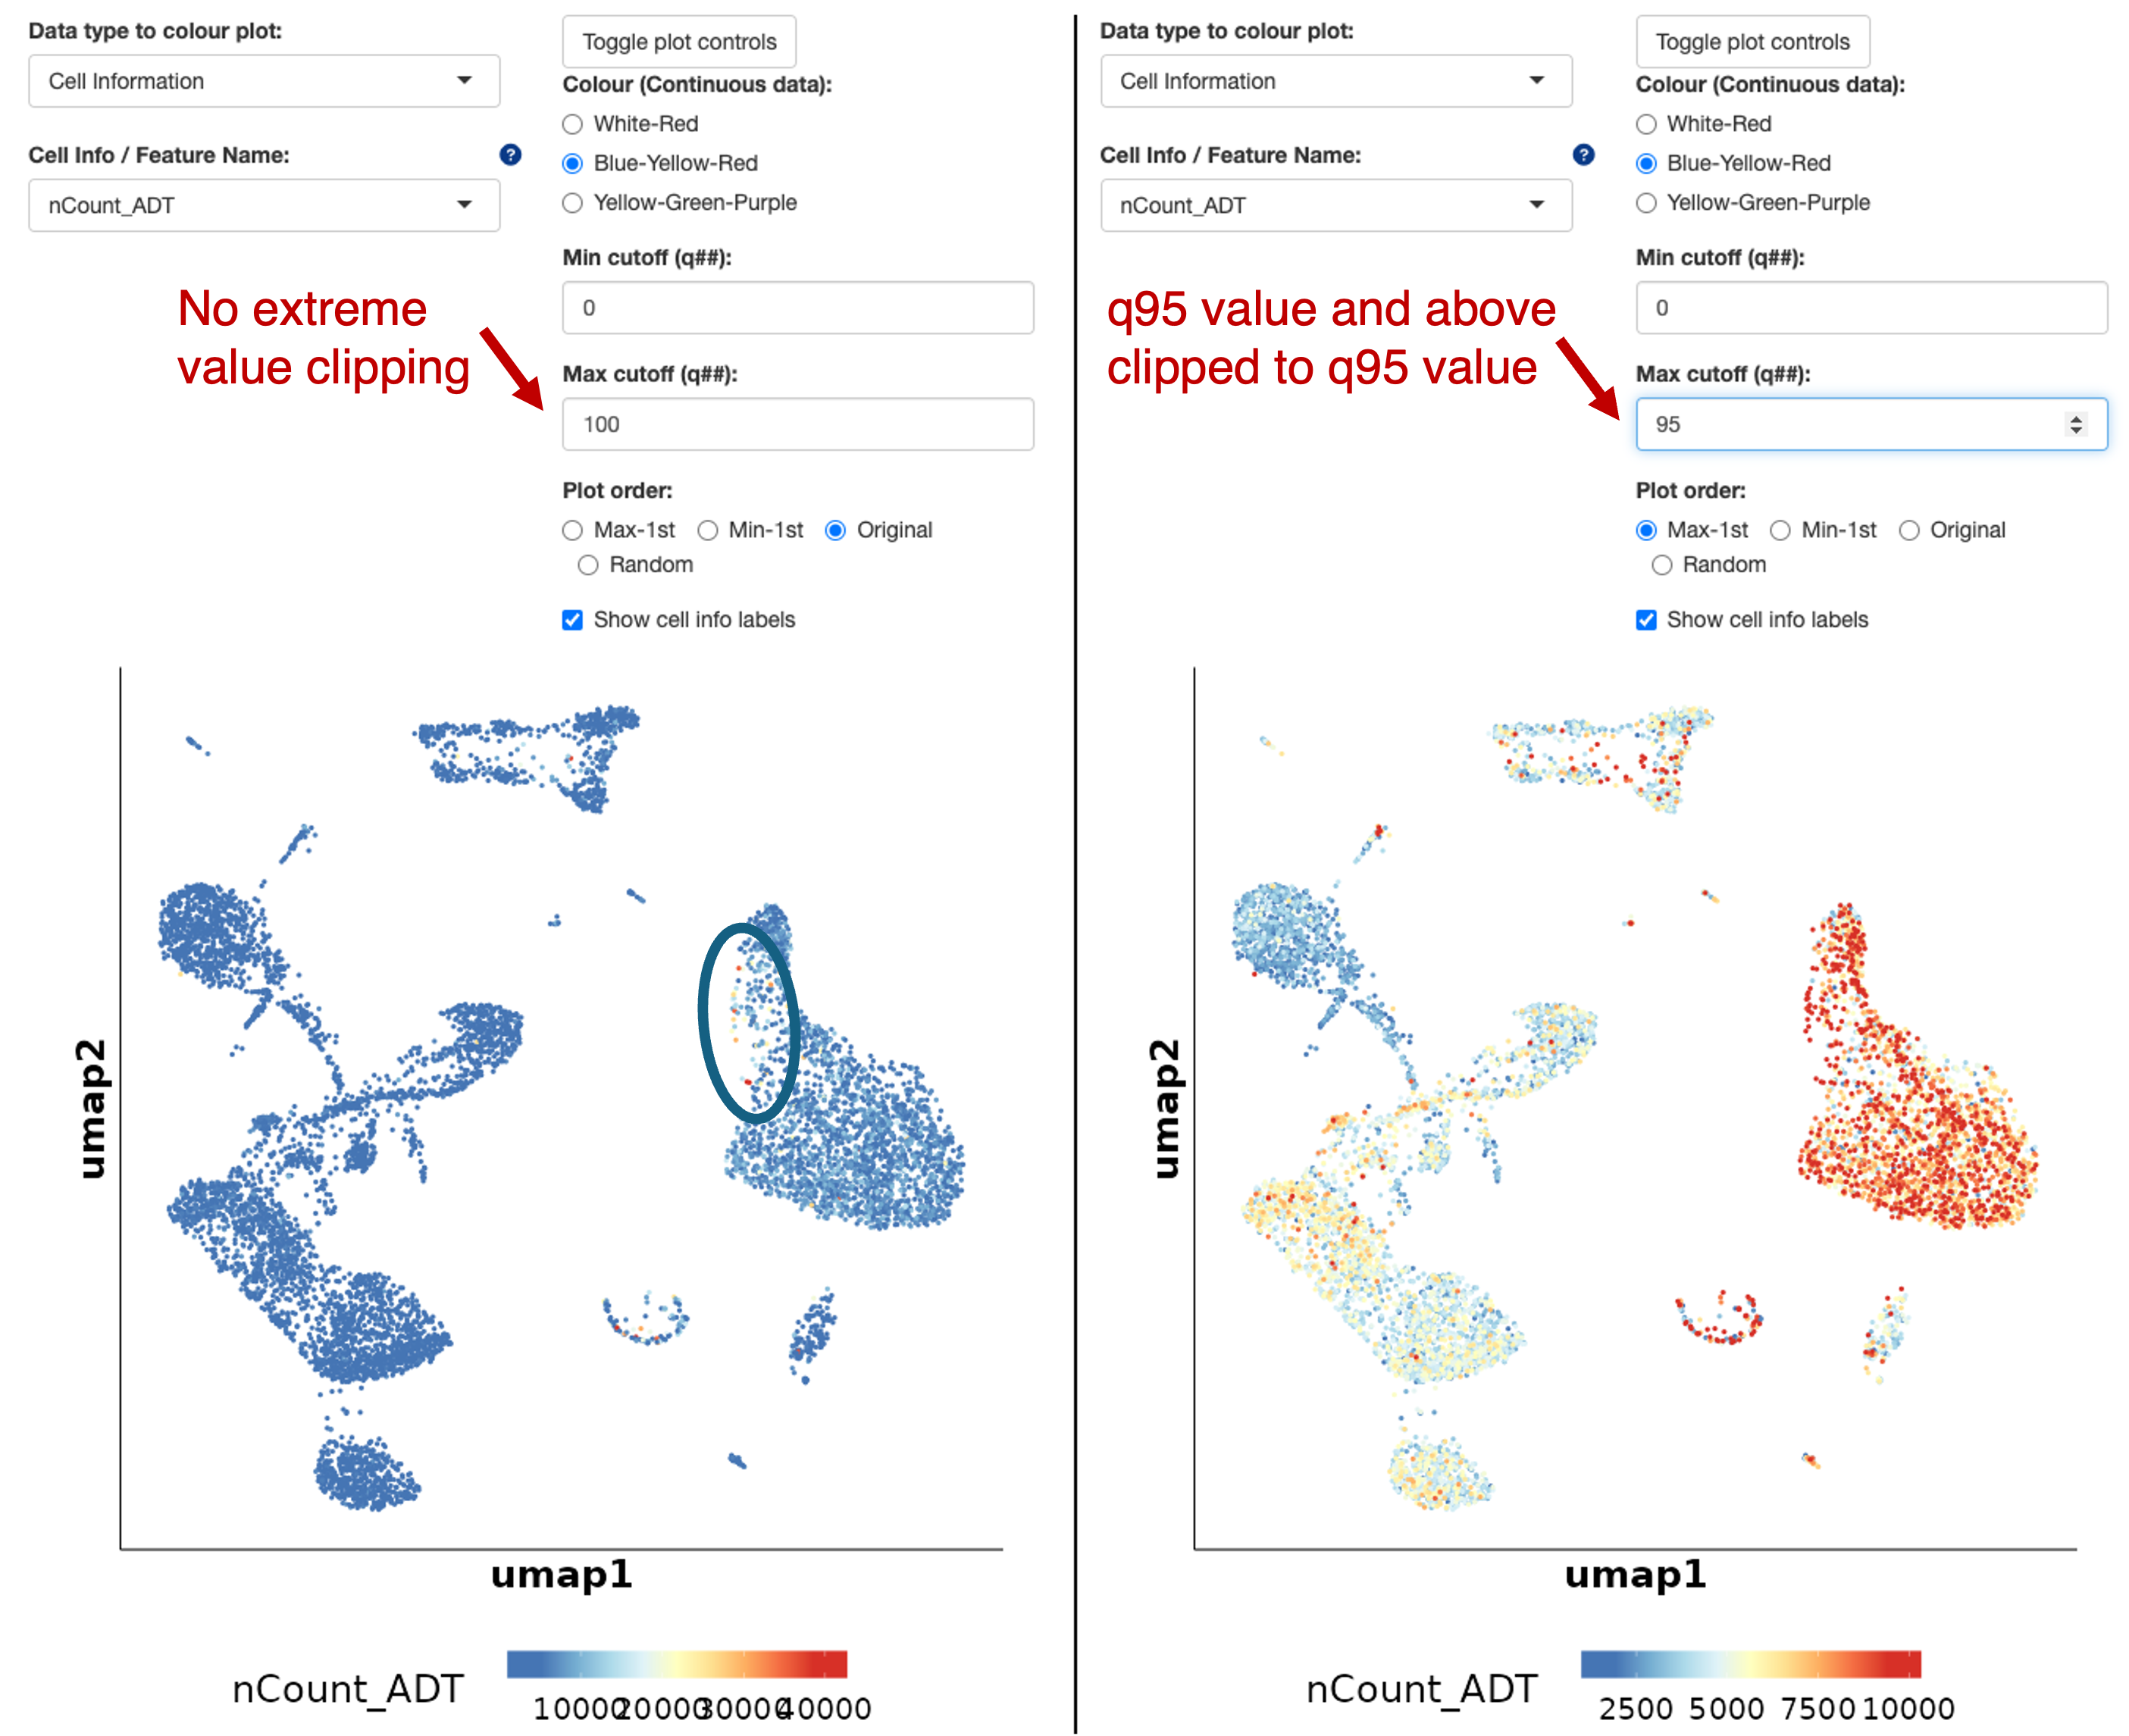 Data type to colour plot:
Cell Information
Cell Info / Feature Name:
?
nCount_ADT
No extreme
value clipping
Toggle plot controls
Colour (Continuous data):
White-Red
Blue-Yellow-Red
Yellow-Green-Purple
Min cutoff (q##):
0
Max cutoff (q##):
100
Plot order:
Max-1st Min-1st Original
Random
Show cell info labels
umap2
umap1
nCount_ADT
10000 20000 30000 40000
Data type to colour plot:
Cell Information
Cell Info / Feature Name:
?
nCount_ADT
q95 value and above
clipped to q95 value
Toggle plot controls
Colour (Continuous data):
White-Red
Blue-Yellow-Red
Yellow-Green-Purple
Min cutoff (q##):
0
Max cutoff (q##):
95
Plot order:
Max-1st Min-1st Original
Random
Show cell info labels
umap2
umap1
nCount_ADT
2500 5000 7500 10000